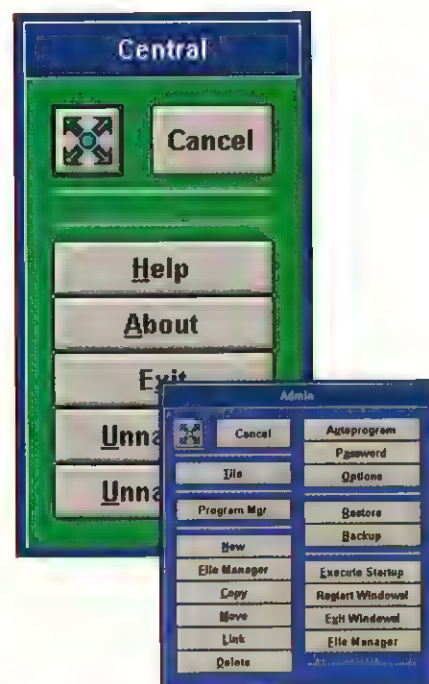 Central
Cancel
Help
About
Exit
Unna
Unna
Admin
Cancel
Tile
Program Mgr
New
File Manager
Copy
Move
Link
Delete
Autoprogram
Password
Options
Restore
Backup
Execute Startup
Restart Windows!
Exit Windows!
File Manager